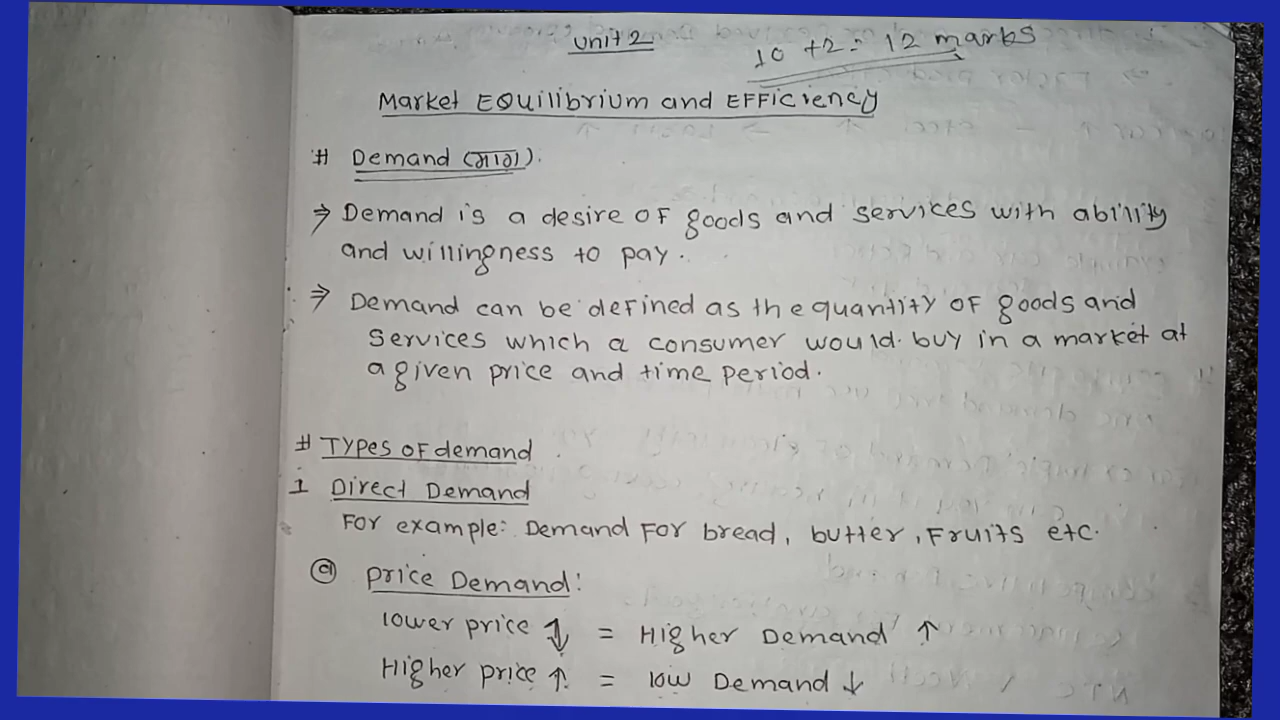 Unit 2
10 + 2 = 12 marks
Market EQuilibrium and EFFiciency
# Demand (माग).
⇒ Demand is a desire OF goods and services with ability
and willingness to pay.
⇒ Demand can be defined as the quantity OF goods and
Services which a consumer would buy in a market at
a given price and time period.
# Types OF demand
1 Direct Demand
For example: Demand For bread, butter, Fruits etc.
ⓐ price Demand:
lower price ↓ = Higher Demand ↑
Higher price ↑ = low Demand ↓